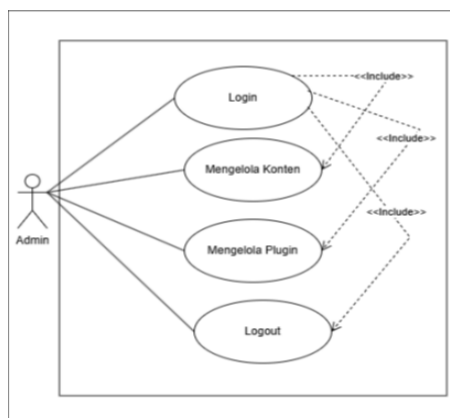 Login
<<Include>>
<<Include>>
Mengelola Konten
<<Include>>
Admin
Mengelola Plugin
Logout